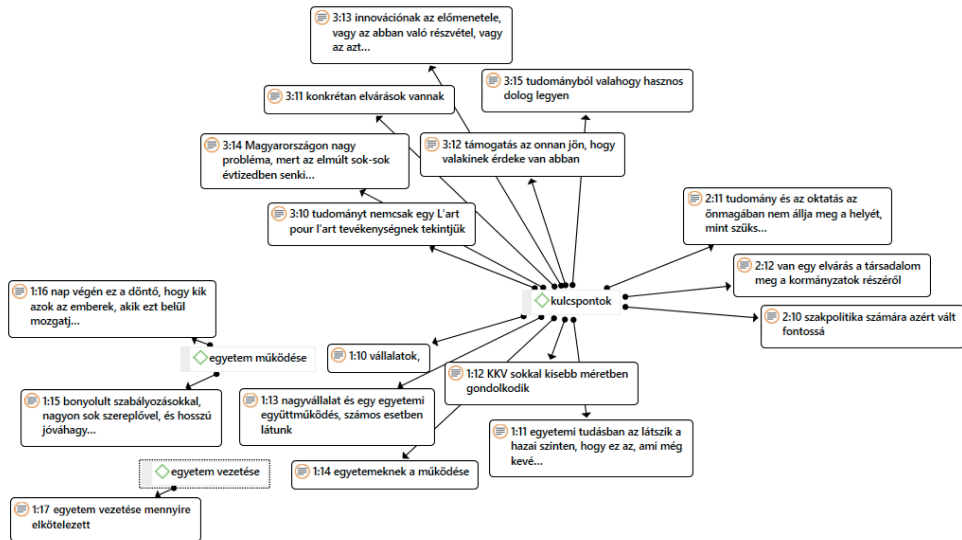 3:13 innovációnak az előmenetele,
vagy az abban való részvétel, vagy
az azt...
3:15 tudományból valahogy hasznos
dolog legyen
3:11 konkrétan elvárások vannak
3:14 Magyarországon nagy
probléma, mert az elmúlt sok-sok
évtizedben senki...
3:12 támogatás az onnan jön, hogy
valakinek érdeke van abban
3:10 tudományt nemcsak egy L'art
pour l'art tevékenységnek tekintjük
2:11 tudomány és az oktatás az
önmagában nem állja meg a helyét,
mint szüks...
2:12 van egy elvárás a társadalom
meg a kormányzatok részéről
2:10 szakpolitika számára azért vált
fontossá
kulcspontok
1:16 nap végén ez a döntő, hogy kik
azok az emberek, akik ezt belül
mozgatj...
egyetem működése
1:15 bonyolult szabályozásokkal,
nagyon sok szereplővel, és hosszú
jóváhagy...
1:10 vállalatok,
1:12 KKV sokkal kisebb méretben
gondolkodik
1:13 nagyvállalat és egy egyetemi
együttműködés, számos esetben
látunk
1:11 egyetemi tudásban az látszik a
hazai szinten, hogy ez az, ami még
kevé...
1:14 egyetemeknek a működése
egyetem vezetése
1:17 egyetem vezetése mennyire
elkötelezett